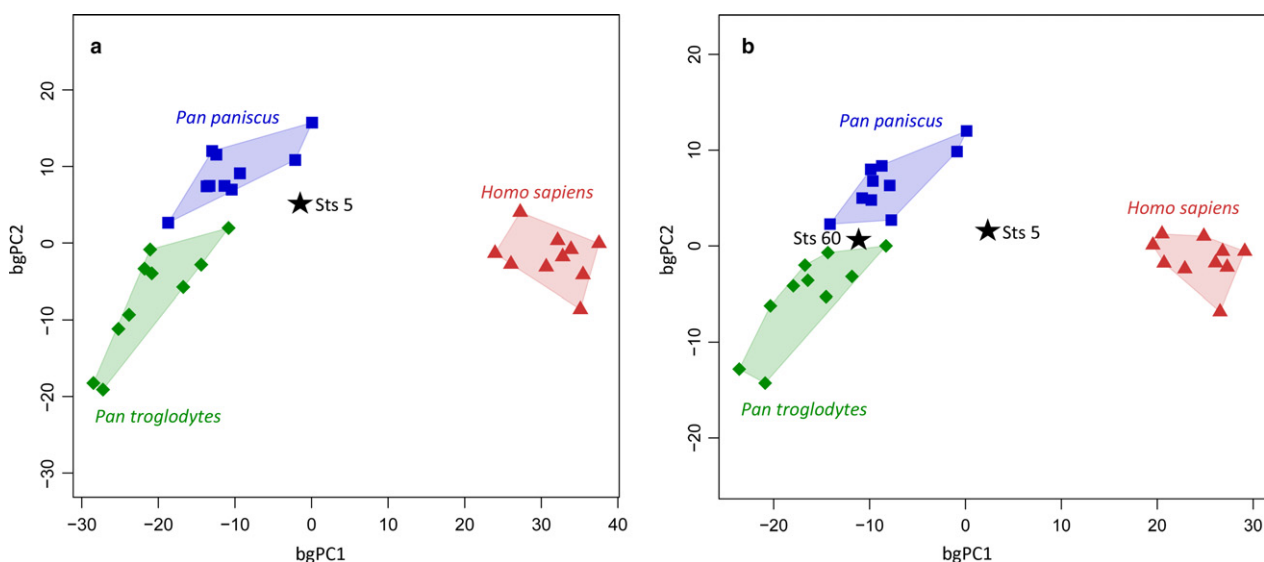 a
bgPC2
20
10
0
−10
−20
−30
Pan paniscus
Sts 5
Homo sapiens
Pan troglodytes
−30 −20 −10 0 10 20 30 40
bgPC1
b
bgPC2
20
10
0
−10
−20
Pan paniscus
Homo sapiens
Sts 60
Sts 5
Pan troglodytes
−20 −10 0 10 20 30
bgPC1